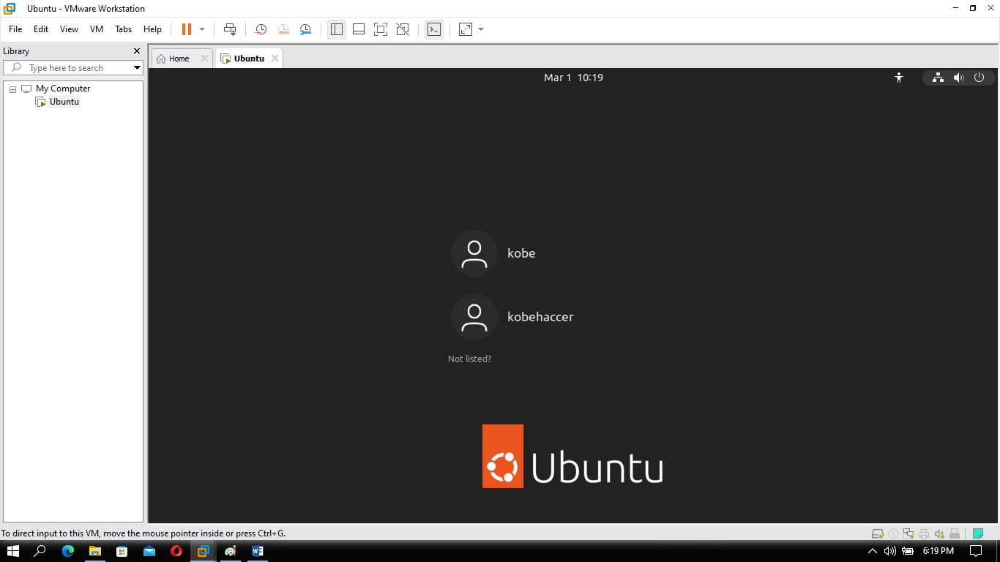 Ubuntu - VMware Workstation
File Edit View VM Tabs Help
Library
Type here to search
My Computer
Ubuntu
Home
Ubuntu
Mar 1 10:19
kobe
kobehaccer
Not listed?
Ubuntu
To direct input to this VM, move the mouse pointer inside or press Ctrl+G.
6:19 PM